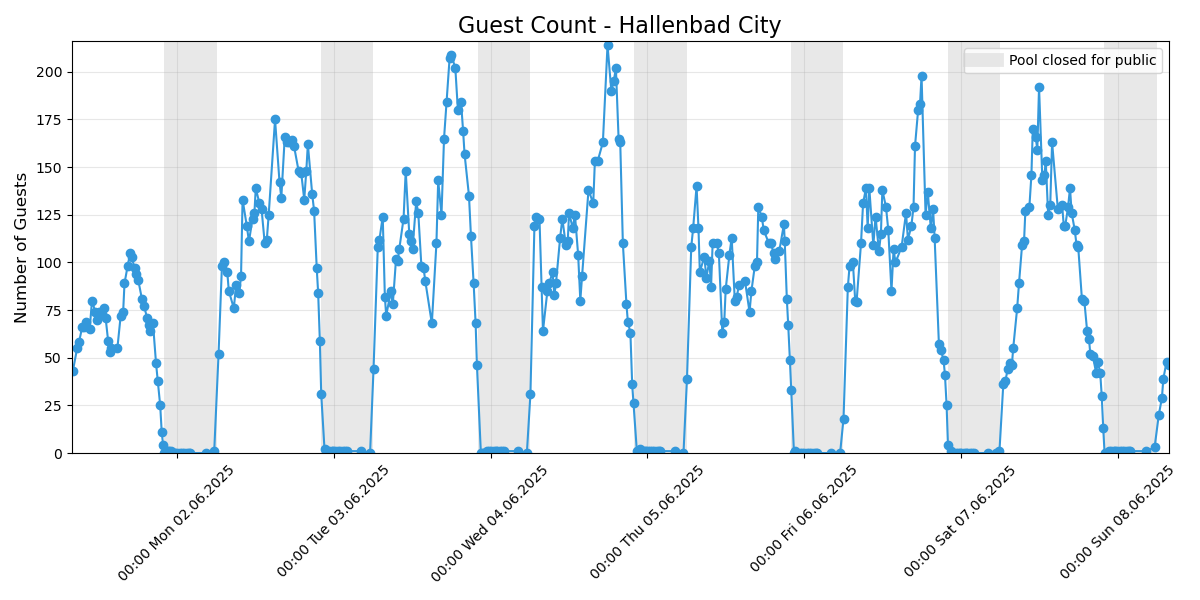 Guest Count - Hallenbad City
Pool closed for public
Number of Guests
200
175
150
125
100
75
50
25
0
00:00 Mon 02.06.2025
00:00 Tue 03.06.2025
00:00 Wed 04.06.2025
00:00 Thu 05.06.2025
00:00 Fri 06.06.2025
00:00 Sat 07.06.2025
00:00 Sun 08.06.2025